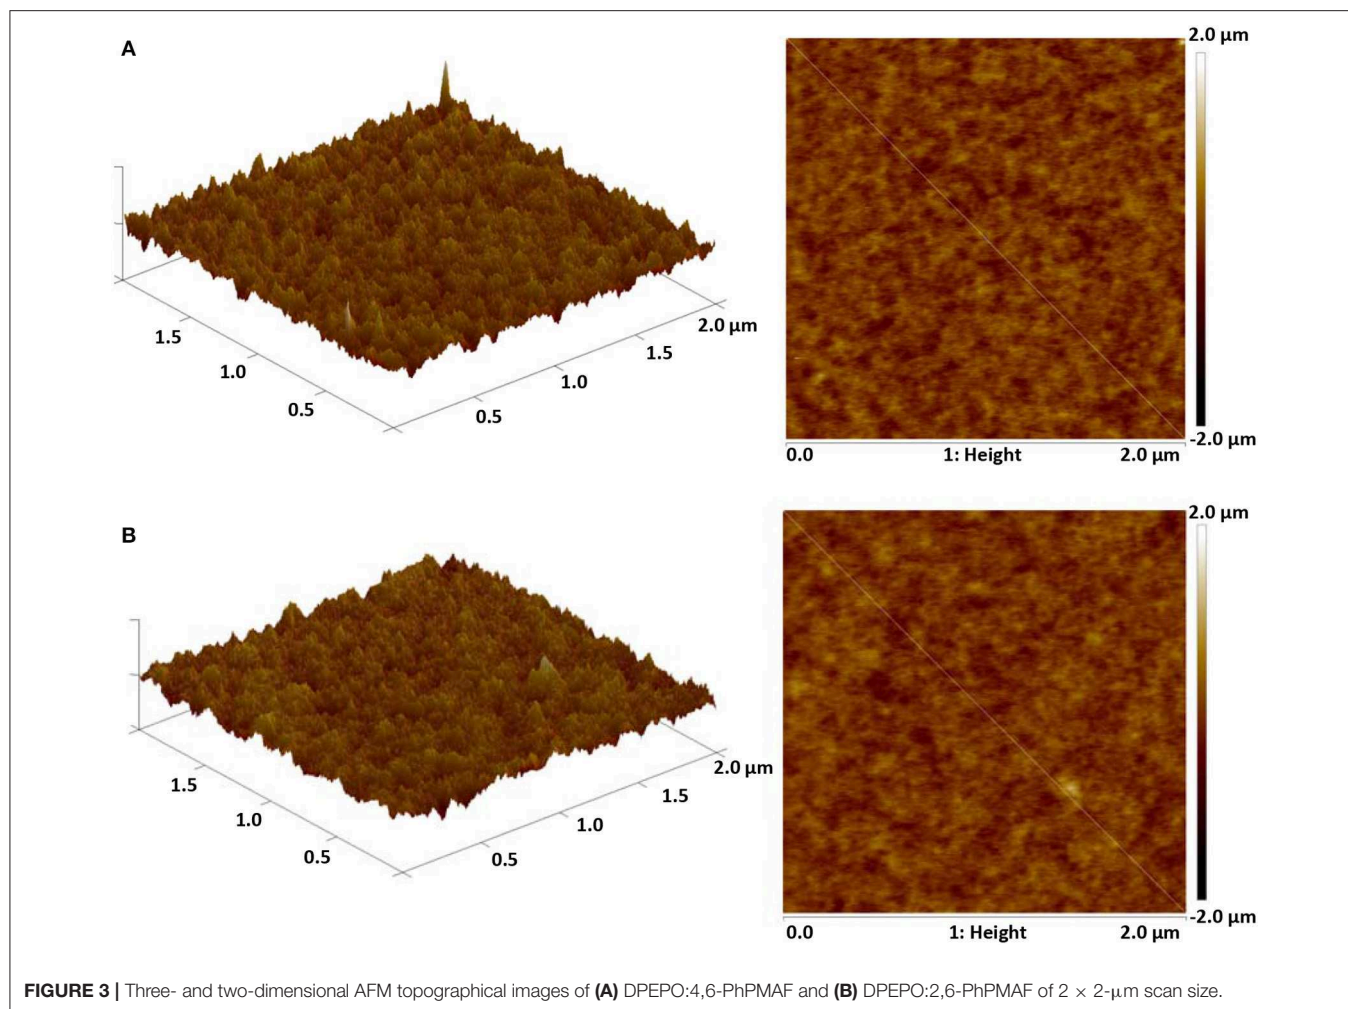 A
2.0 μm
1.5
1.0
0.5
0.5
1.0
1.5
2.0 μm
-2.0 μm
0.0
1: Height
2.0 μm
B
2.0 μm
1.5
1.0
0.5
0.5
1.0
1.5
2.0 μm
-2.0 μm
0.0
1: Height
2.0 μm
FIGURE 3 | Three- and two-dimensional AFM topographical images of (A) DPEPO:4,6-PhPMAF and (B) DPEPO:2,6-PhPMAF of 2 × 2-μm scan size.